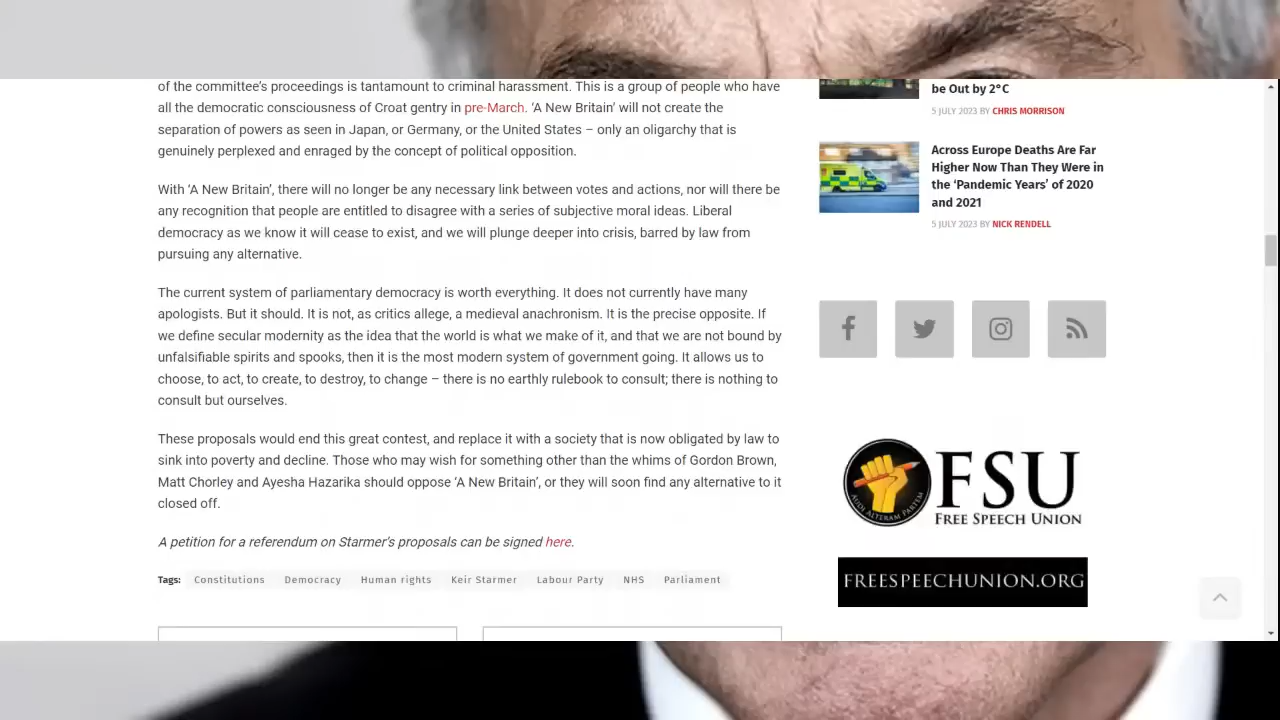 of the committee's proceedings is tantamount to criminal harassment. This is a group of people who have
all the democratic consciousness of Croat gentry in pre-March. 'A New Britain' will not create the
separation of powers as seen in Japan, or Germany, or the United States – only an oligarchy that is
genuinely perplexed and enraged by the concept of political opposition.
With 'A New Britain', there will no longer be any necessary link between votes and actions, nor will there be
any recognition that people are entitled to disagree with a series of subjective moral ideas. Liberal
democracy as we know it will cease to exist, and we will plunge deeper into crisis, barred by law from
pursuing any alternative.
The current system of parliamentary democracy is worth everything. It does not currently have many
apologists. But it should. It is not, as critics allege, a medieval anachronism. It is the precise opposite. If
we define secular modernity as the idea that the world is what we make of it, and that we are not bound by
unfalsifiable spirits and spooks, then it is the most modern system of government going. It allows us to
choose, to act, to create, to destroy, to change – there is no earthly rulebook to consult; there is nothing to
consult but ourselves.
These proposals would end this great contest, and replace it with a society that is now obligated by law to
sink into poverty and decline. Those who may wish for something other than the whims of Gordon Brown,
Matt Chorley and Ayesha Hazarika should oppose 'A New Britain', or they will soon find any alternative to it
closed off.
A petition for a referendum on Starmer's proposals can be signed here.
Tags: Constitutions Democracy Human rights Keir Starmer Labour Party NHS Parliament
be Out by 2°C
5 JULY 2023 BY CHRIS MORRISON
Across Europe Deaths Are Far
Higher Now Than They Were in
the 'Pandemic Years' of 2020
and 2021
5 JULY 2023 BY NICK RENDELL
AUDI ALTERAM PARTEM
FSU
FREE SPEECH UNION
FREESPEECHUNION.ORG